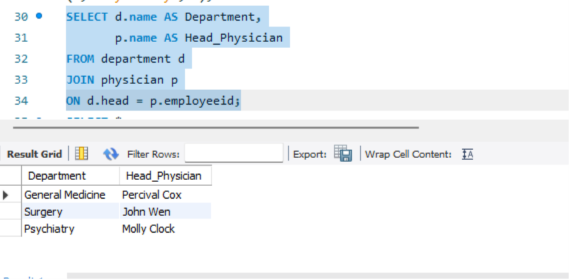 30 SELECT d.name AS Department,
31 p.name AS Head_Physician
32 FROM department d
33 JOIN physician p
34 ON d.head = p.employeeid;
Result Grid Filter Rows: Export: Wrap Cell Content:
Department Head_Physician
General Medicine Percival Cox
Surgery John Wen
Psychiatry Molly Clock